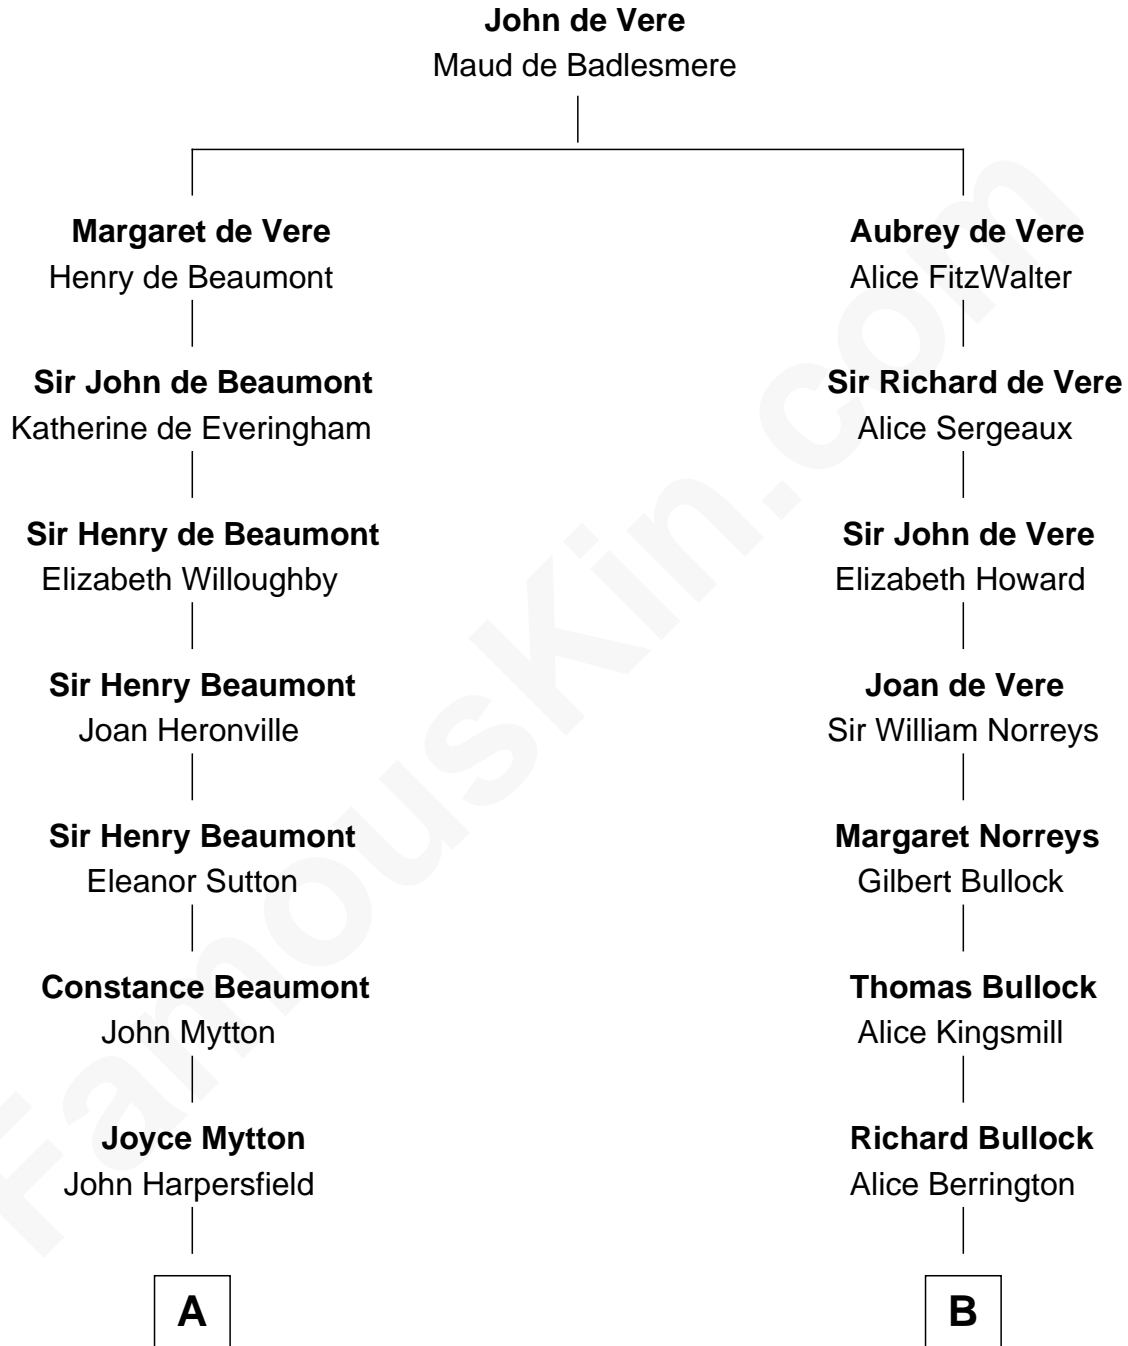 John de Vere
Maud de Badlesmere
Margaret de Vere
Henry de Beaumont
Sir John de Beaumont
Katherine de Everingham
Sir Henry de Beaumont
Elizabeth Willoughby
Sir Henry Beaumont
Joan Heronville
Sir Henry Beaumont
Eleanor Sutton
Constance Beaumont
John Mytton
Joyce Mytton
John Harpersfield
A
Aubrey de Vere
Alice FitzWalter
Sir Richard de Vere
Alice Sergeaux
Sir John de Vere
Elizabeth Howard
Joan de Vere
Sir William Norreys
Margaret Norreys
Gilbert Bullock
Thomas Bullock
Alice Kingsmill
Richard Bullock
Alice Berrington
B
FamousKin.com